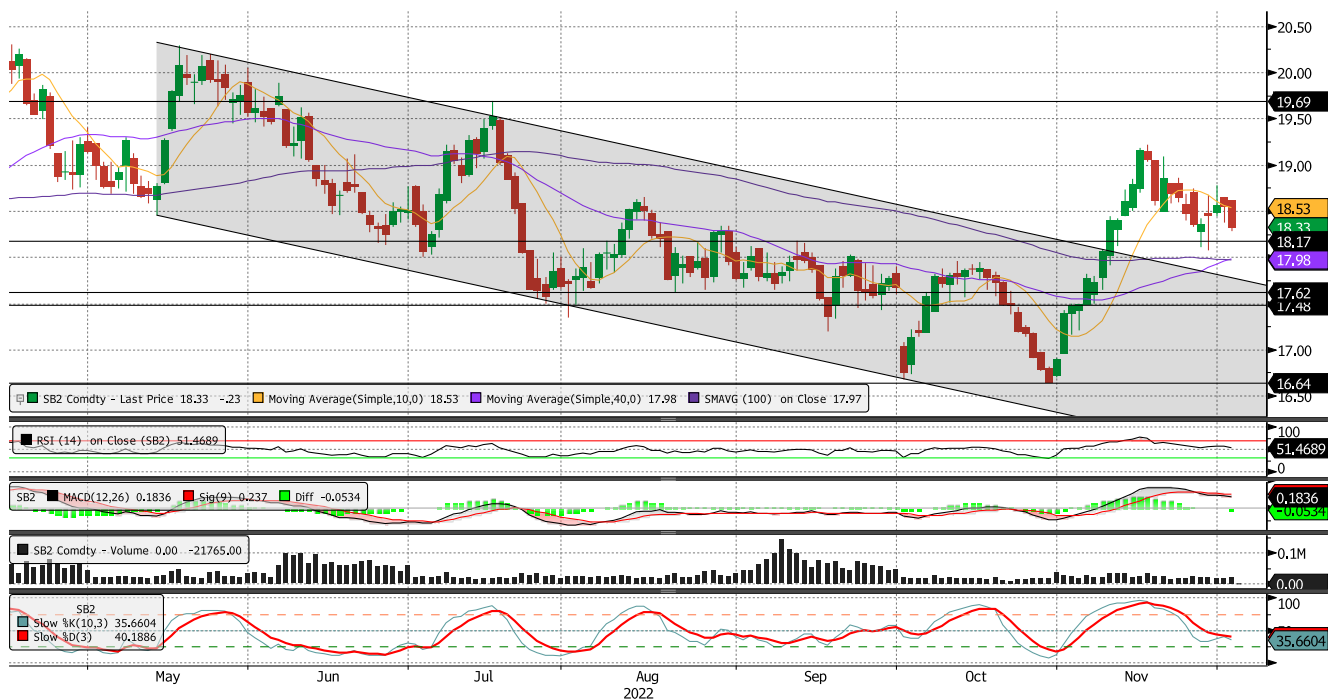 20.50
20.00
19.69
19.50
19.00
18.53
18.33
18.17
17.98
17.62
17.48
17.00
16.64
16.50
SB2 Comdty - Last Price 18.33 -.23 Moving Average(Simple,10,0) 18.53 Moving Average(Simple,40,0) 17.98 SMAVG (100) on Close 17.97
RSI (14) on Close (SB2) 51.4689
100
51.4689
0
SB2 MACD(12,26) 0.1836 Sig(9) 0.237 Diff -0.0534
0.1836
-0.0534
SB2 Comdty - Volume 0.00 -21765.00
0.1M
0.00
SB2
Slow %K(10,3) 35.6604
Slow %D(3) 40.1886
100
35.6604
May Jun Jul Aug Sep Oct Nov
2022